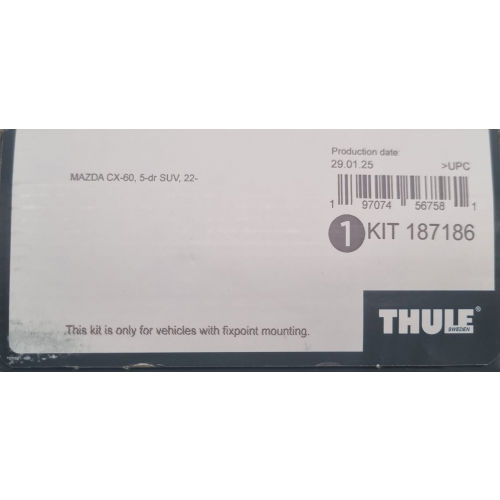 Production date:
29.01.25 >UPC
MAZDA CX-60, 5-dr SUV, 22-
1 97074 56758 1
1 KIT 187186
THULE
SWEDEN
This kit is only for vehicles with fixpoint mounting.